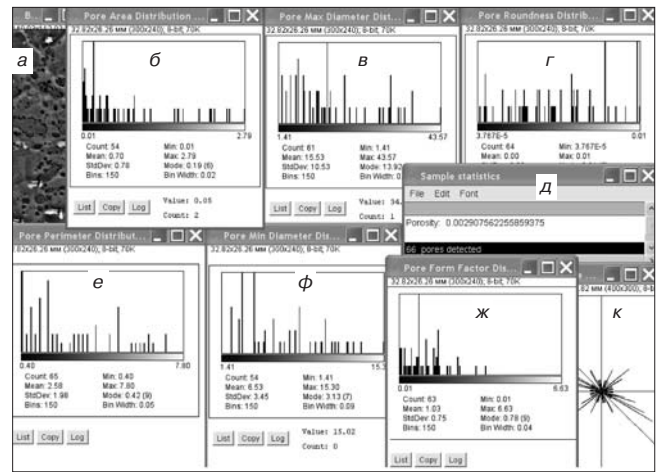 B...
Pore Area Distribution ...
Pore Max Diameter Dist...
Pore Roundness Distrib...
32.82x26.26 мм (300x240); 8-bit; 70K
32.82x26.26 мм (300x240); 8-bit; 70K
32.82x26.26 мм (300x240); 8-bit; 70K
а
б
в
г
0.01 2.79
Count: 54 Min: 0.01
Mean: 0.70 Max: 2.79
StdDev: 0.78 Mode: 0.19 (6)
Bins: 150 Bin Width: 0.02
List Copy Log
Value: 0.05
Count: 2
1.41 43.57
Count: 61 Min: 1.41
Mean: 15.53 Max: 43.57
StdDev: 10.53 Mode: 13.92
Bins: 150 Bin Width: 0.
List Copy Log
Value: 34.
Count: 1
3.767E-5 0.01
Count: 64 Min: 3.767E-5
Mean: 0.00 Max: 0.01
Sample statistics
д
File Edit Font
Porosity: 0.002907562255859375
66 pores detected
Pore Perimeter Distribut...
Pore Min Diameter Dis...
32.82x26.26 мм (300x240); 8-bit; 70K
32.82x26.26 мм (300x240); 8-bit; 70K
е
ф
0.40 7.80
Count: 65 Min: 0.40
Mean: 2.58 Max: 7.80
StdDev: 1.98 Mode: 0.42 (9)
Bins: 150 Bin Width: 0.05
List Copy Log
1.41 15.3
Count: 54 Min: 1.41
Mean: 6.53 Max: 15.30
StdDev: 3.45 Mode: 3.13 (7)
Bins: 150 Bin Width: 0.09
List Copy Log
Value: 15.02
Count: 0
Pore Form Factor Dis...
32.82x26.26 мм (300x240); 8-bit; 70K
ж
0.01 6.63
Count: 63 Min: 0.01
Mean: 1.03 Max: 6.63
StdDev: 0.75 Mode: 0.78 (9)
Bins: 150 Bin Width: 0.04
List Copy Log
...
.82 мм (400x300);
к